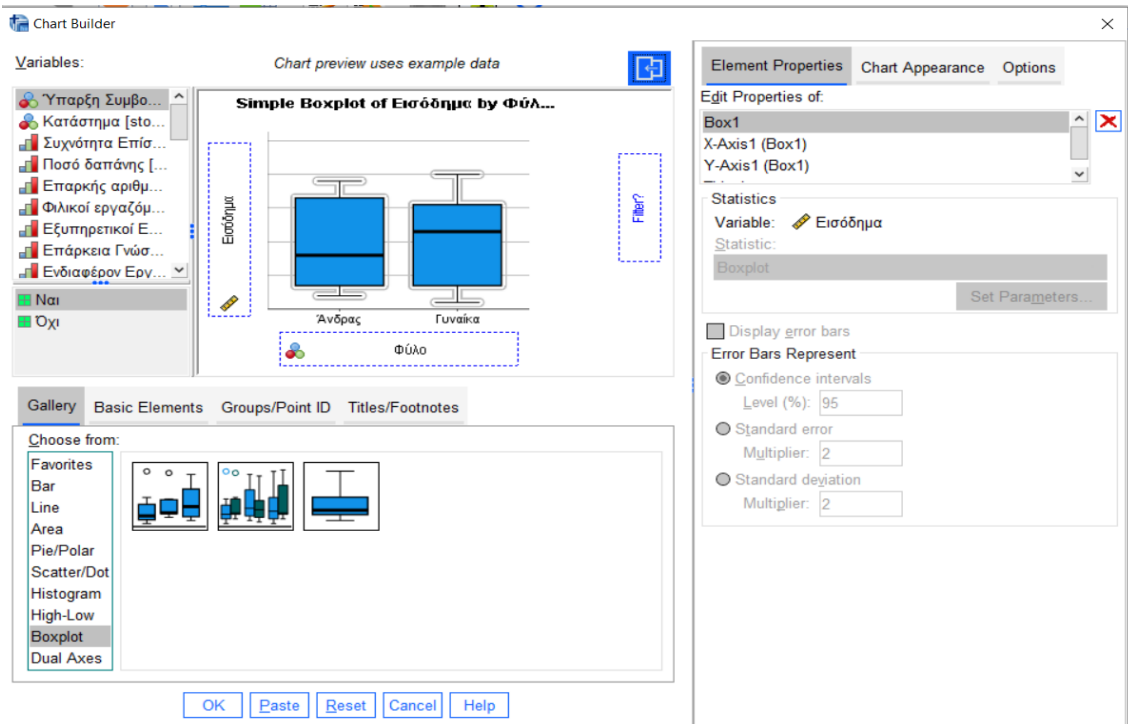 Chart Builder
Variables:
Chart preview uses example data
Ύπαρξη Συμβο...
Κατάστημα [sto...
Συχνότητα Επίσ...
Ποσό δαπάνης [...
Επαρκής αριθμ...
Φιλικοί εργαζόμ...
Εξυπηρετικοί Ε...
Επάρκεια Γνώσ...
Ενδιαφέρον Εργ...
Ναι
Όχι
Simple Boxplot of Εισόδημα by Φύλ...
Εισόδημα
Filter?
Άνδρας
Γυναίκα
Φύλο
Gallery
Basic Elements
Groups/Point ID
Titles/Footnotes
Choose from:
Favorites
Bar
Line
Area
Pie/Polar
Scatter/Dot
Histogram
High-Low
Boxplot
Dual Axes
OK
Paste
Reset
Cancel
Help
Element Properties
Chart Appearance
Options
Edit Properties of:
Box1
X-Axis1 (Box1)
Y-Axis1 (Box1)
Statistics
Variable: Εισόδημα
Statistic:
Boxplot
Set Parameters...
Display error bars
Error Bars Represent
Confidence intervals
Level (%): 95
Standard error
Multiplier: 2
Standard deviation
Multiplier: 2